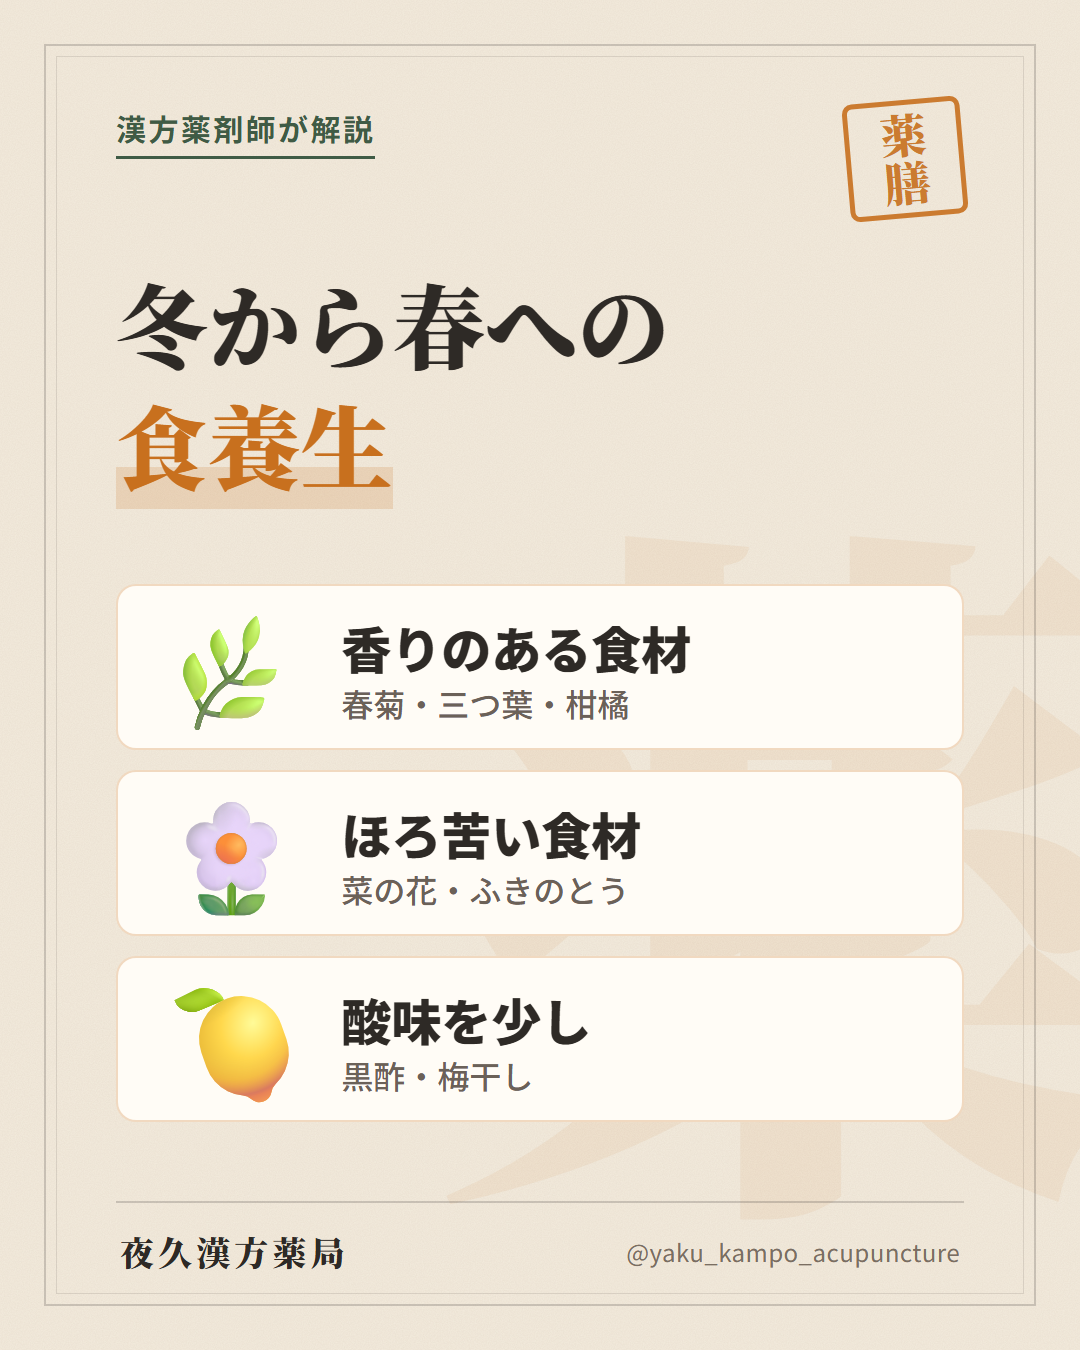 漢方薬剤師が解説
薬膳
冬から春への
食養生
香りのある食材
春菊・三つ葉・柑橘
ほろ苦い食材
菜の花・ふきのとう
酸味を少し
黒酢・梅干し
夜久漢方薬局
@yaku_kampo_acupuncture